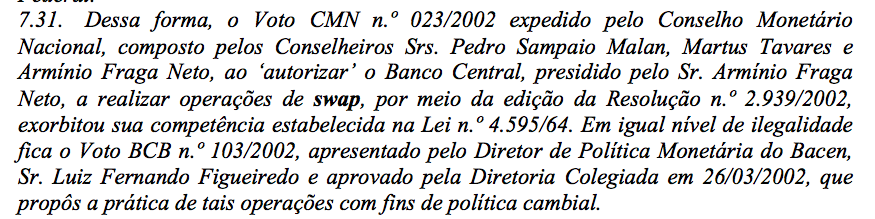 7.31. Dessa forma, o Voto CMN n.º 023/2002 expedido pelo Conselho Monetário
Nacional, composto pelos Conselheiros Srs. Pedro Sampaio Malan, Martus Tavares e
Armínio Fraga Neto, ao ‘autorizar’ o Banco Central, presidido pelo Sr. Armínio Fraga
Neto, a realizar operações de swap, por meio da edição da Resolução n.º 2.939/2002,
exorbitou sua competência estabelecida na Lei n.º 4.595/64. Em igual nível de ilegalidade
fica o Voto BCB n.º 103/2002, apresentado pelo Diretor de Política Monetária do Bacen,
Sr. Luiz Fernando Figueiredo e aprovado pela Diretoria Colegiada em 26/03/2002, que
propôs a prática de tais operações com fins de política cambial.